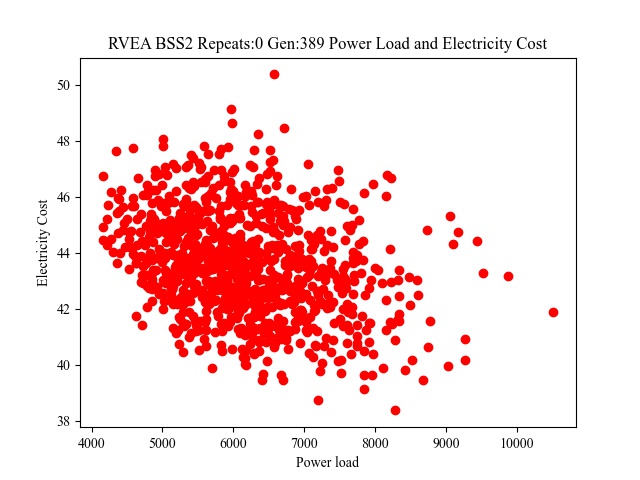 RVEA BSS2 Repeats:0 Gen:389 Power Load and Electricity Cost
50
48
46
44
42
40
38
Electricity Cost
4000 5000 6000 7000 8000 9000 10000
Power load